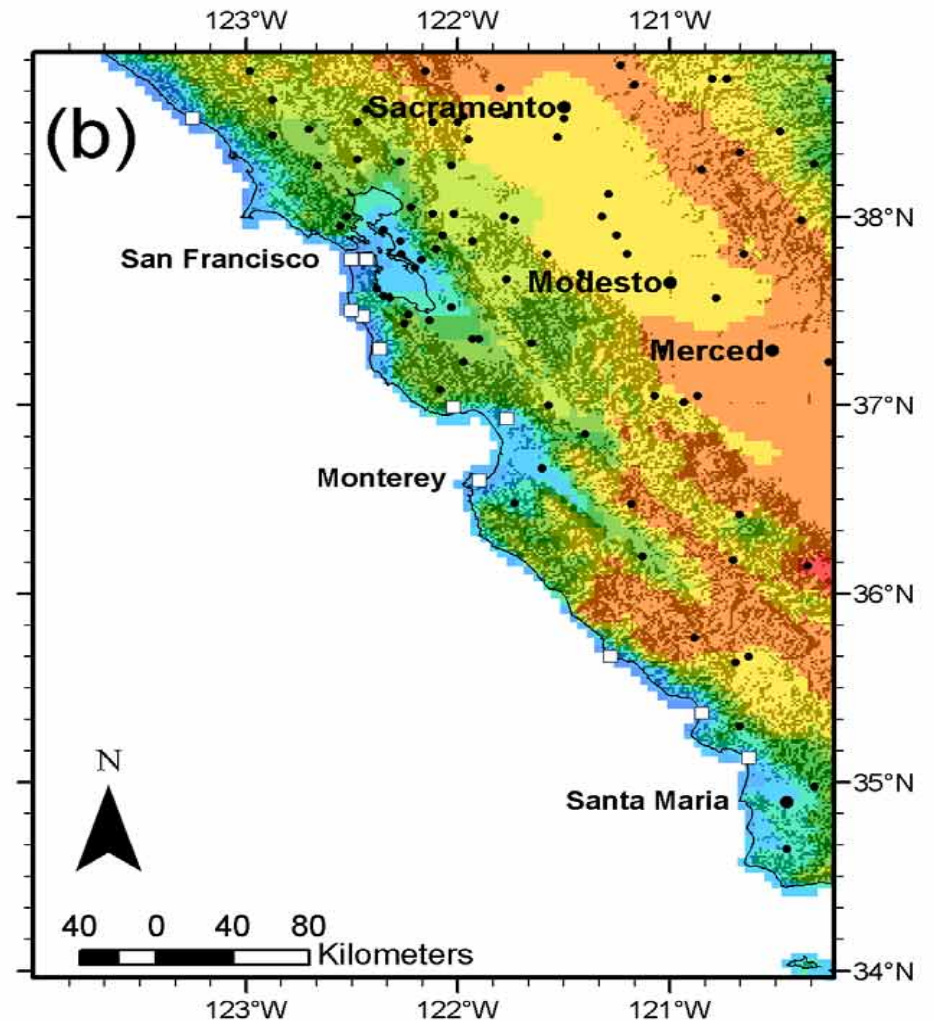 123°W 122°W 121°W
(b)
Sacramento
38°N
San Francisco
Modesto
Merced
37°N
Monterey
36°N
N
35°N
Santa Maria
40 0 40 80
Kilometers
34°N
123°W 122°W 121°W